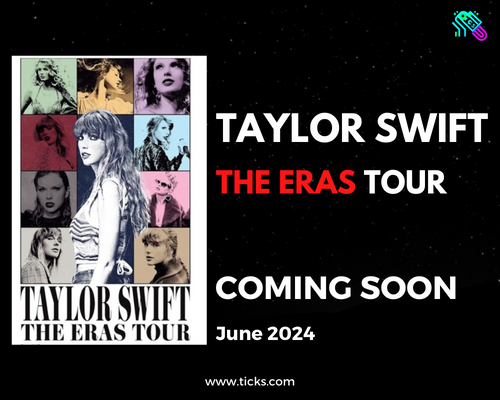 TAYLOR SWIFT
THE ERAS TOUR
TAYLOR SWIFT
THE ERAS TOUR
COMING SOON
June 2024
www.ticks.com